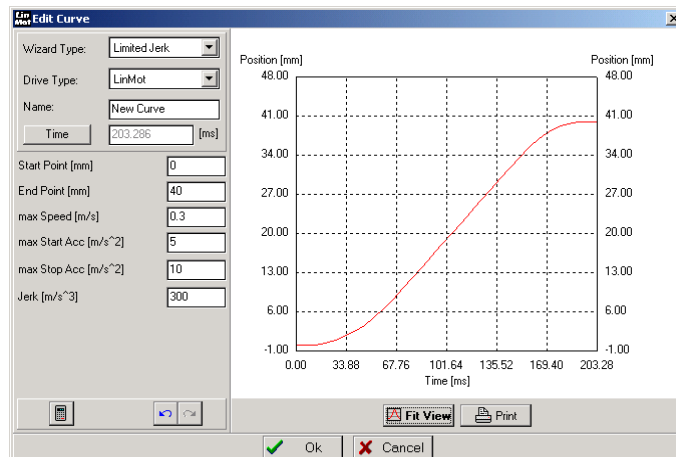 Lin Mot Edit Curve
Wizard Type: Limited Jerk
Drive Type: LinMot
Name: New Curve
Time 203.286 [ms]
Start Point [mm] 0
End Point [mm] 40
max Speed [m/s] 0.3
max Start Acc [m/s^2] 5
max Stop Acc [m/s^2] 10
Jerk [m/s^3] 300
Position [mm] Position [mm]
48.00 48.00
41.00 41.00
34.00 34.00
27.00 27.00
20.00 20.00
13.00 13.00
6.00 6.00
-1.00 -1.00
0.00 33.88 67.76 101.64 135.52 169.40 203.28
Time [ms]
Fit View Print
Ok Cancel